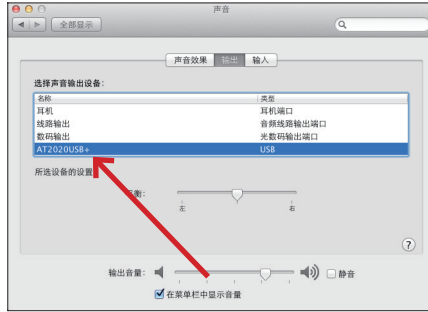 声音
全部显示
声音效果 输出 输入
选择声音输出设备:
名称 类型
耳机 耳机端口
线路输出 音频线路输出端口
数码输出 光数码输出端口
AT2020USB+ USB
所选设备的设置
衡:
左 右
?
输出音量: 静音
在菜单栏中显示音量